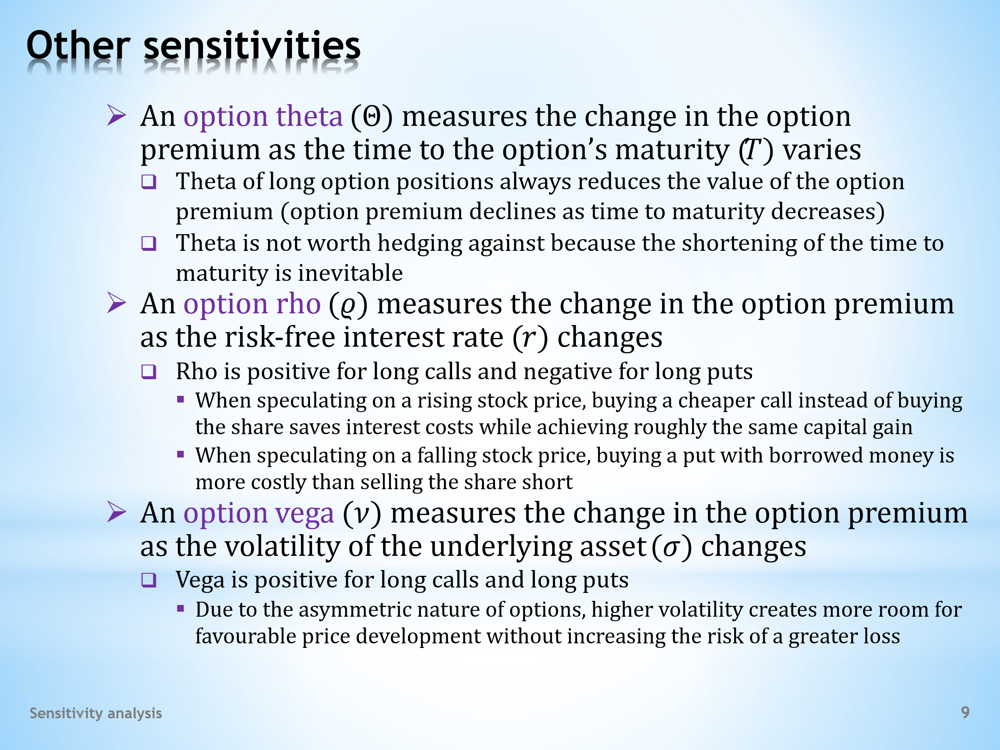 Other sensitivities
An option theta (Θ) measures the change in the option
premium as the time to the option’s maturity (T) varies
Theta of long option positions always reduces the value of the option
premium (option premium declines as time to maturity decreases)
Theta is not worth hedging against because the shortening of the time to
maturity is inevitable
An option rho (ϱ) measures the change in the option premium
as the risk-free interest rate (r) changes
Rho is positive for long calls and negative for long puts
When speculating on a rising stock price, buying a cheaper call instead of buying
the share saves interest costs while achieving roughly the same capital gain
When speculating on a falling stock price, buying a put with borrowed money is
more costly than selling the share short
An option vega (ν) measures the change in the option premium
as the volatility of the underlying asset (σ) changes
Vega is positive for long calls and long puts
Due to the asymmetric nature of options, higher volatility creates more room for
favourable price development without increasing the risk of a greater loss
Sensitivity analysis
9